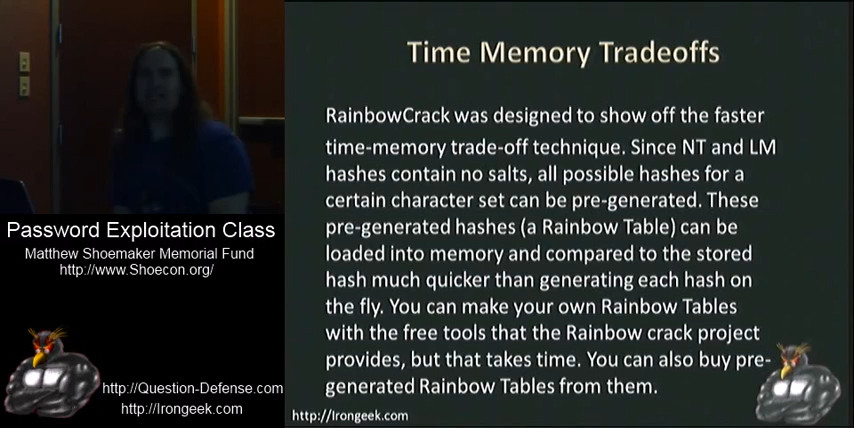 Time Memory Tradeoffs
RainbowCrack was designed to show off the faster
time-memory trade-off technique. Since NT and LM
hashes contain no salts, all possible hashes for a
certain character set can be pre-generated. These
pre-generated hashes (a Rainbow Table) can be
loaded into memory and compared to the stored
hash much quicker than generating each hash on
the fly. You can make your own Rainbow Tables
with the free tools that the Rainbow crack project
provides, but that takes time. You can also buy pre-
generated Rainbow Tables from them.
http://Irongeek.com
Password Exploitation Class
Matthew Shoemaker Memorial Fund
http://www.Shoecon.org/
http://Question-Defense.com
http://Irongeek.com